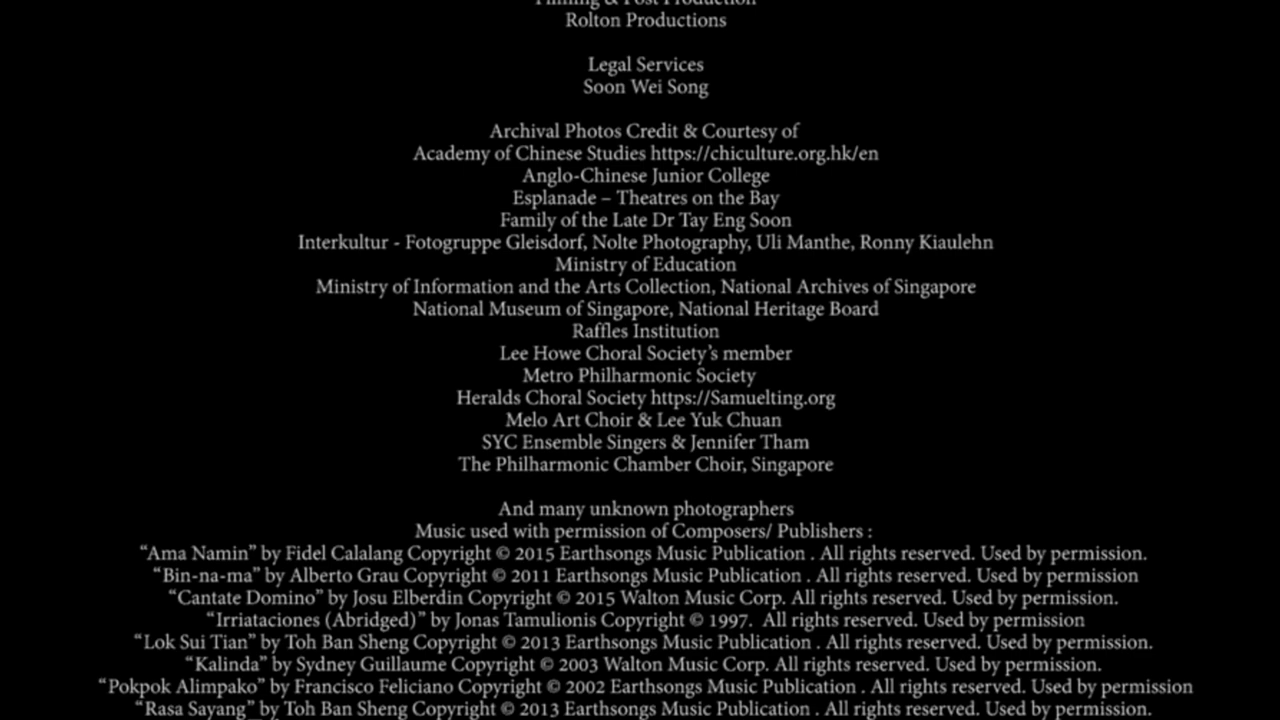 Filming & Post Production
Rolton Productions
Legal Services
Soon Wei Song
Archival Photos Credit & Courtesy of
Academy of Chinese Studies https://chiculture.org.hk/en
Anglo-Chinese Junior College
Esplanade – Theatres on the Bay
Family of the Late Dr Tay Eng Soon
Interkultur - Fotogruppe Gleisdorf, Nolte Photography, Uli Manthe, Ronny Kiaulehn
Ministry of Education
Ministry of Information and the Arts Collection, National Archives of Singapore
National Museum of Singapore, National Heritage Board
Raffles Institution
Lee Howe Choral Society’s member
Metro Philharmonic Society
Heralds Choral Society https://Samuelting.org
Melo Art Choir & Lee Yuk Chuan
SYC Ensemble Singers & Jennifer Tham
The Philharmonic Chamber Choir, Singapore
And many unknown photographers
Music used with permission of Composers/ Publishers :
“Ama Namin” by Fidel Calalang Copyright © 2015 Earthsongs Music Publication . All rights reserved. Used by permission.
“Bin-na-ma” by Alberto Grau Copyright © 2011 Earthsongs Music Publication . All rights reserved. Used by permission
“Cantate Domino” by Josu Elberdin Copyright © 2015 Walton Music Corp. All rights reserved. Used by permission.
“Irriataciones (Abridged)” by Jonas Tamulionis Copyright © 1997.  All rights reserved. Used by permission
“Lok Sui Tian” by Toh Ban Sheng Copyright © 2013 Earthsongs Music Publication . All rights reserved. Used by permission.
“Kalinda” by Sydney Guillaume Copyright © 2003 Walton Music Corp. All rights reserved. Used by permission.
“Pokpok Alimpako” by Francisco Feliciano Copyright © 2002 Earthsongs Music Publication . All rights reserved. Used by permission
“Rasa Sayang” by Toh Ban Sheng Copyright © 2013 Earthsongs Music Publication . All rights reserved. Used by permission.